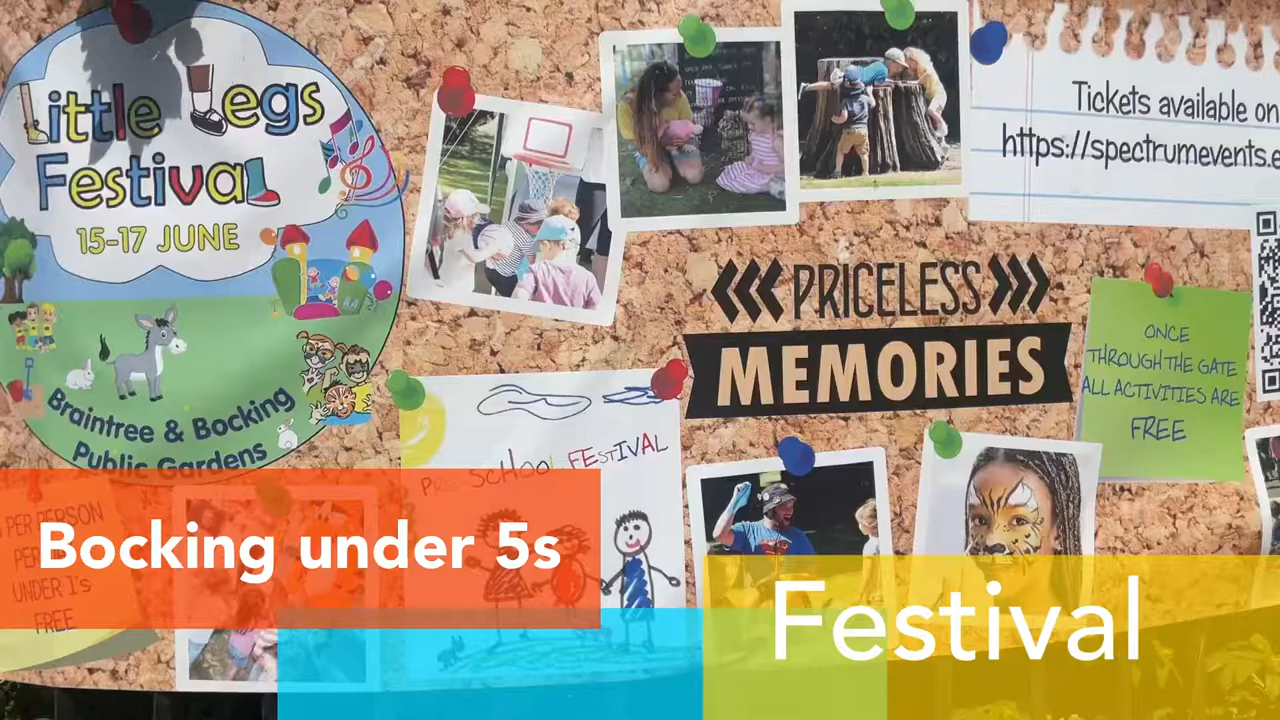 Little Legs
Festival
15-17 JUNE
Braintree & Bocking
Public Gardens
Tickets available on
https://spectrumevents.e
PRICELESS
MEMORIES
ONCE
THROUGH THE GATE
ALL ACTIVITIES ARE
FREE
PRE SCHOOL FESTIVAL
PER PERSON
UNDER 1's
FREE
Bocking under 5s
Festival